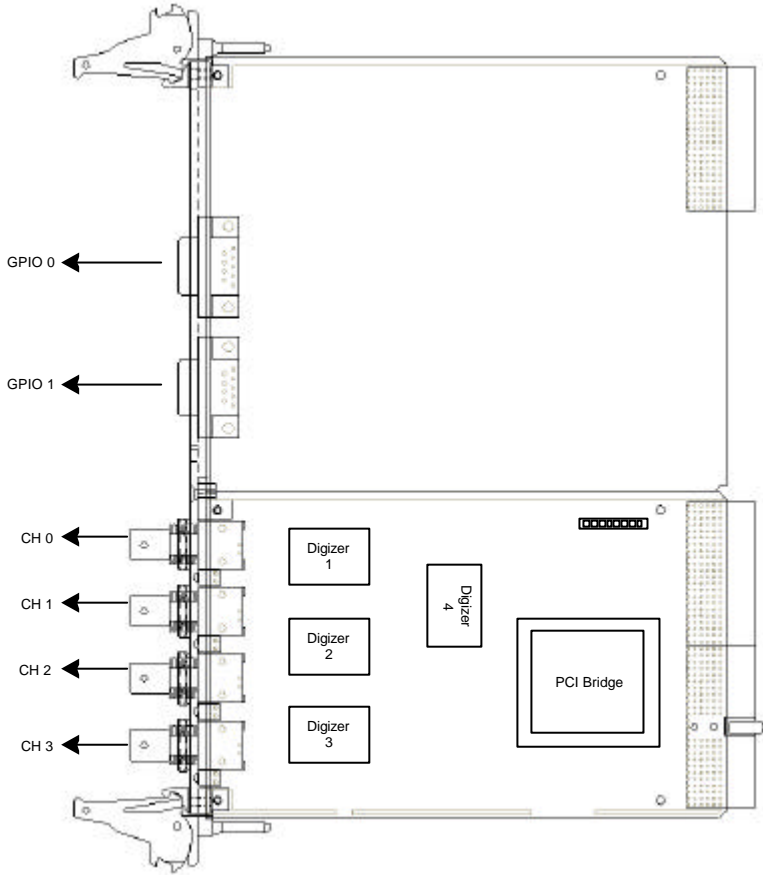 GPIO 0
GPIO 1
CH 0
CH 1
CH 2
CH 3
Digizer
1
Digizer
2
Digizer
3
Digizer
4
PCI Bridge